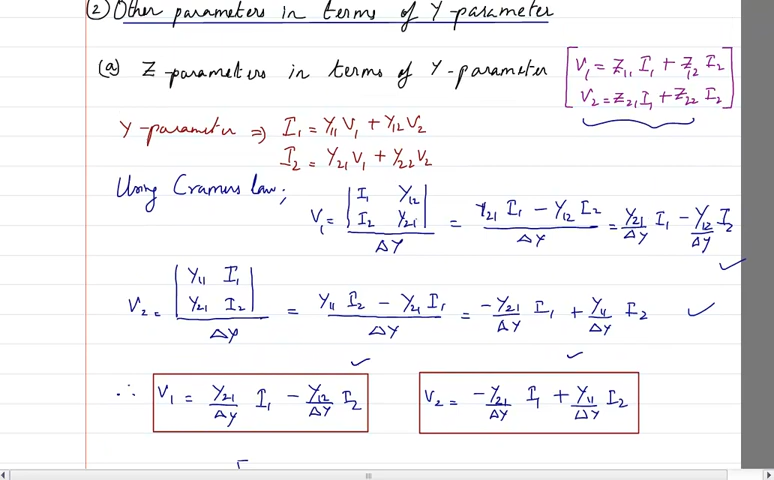 ② Other parameters in terms of Y parameter
(a) Z parameters in terms of Y-parameter [V₁ = Z₁₁ I₁ + Z₁₂ I₂
V₂ = Z₂₁ I₁ + Z₂₂ I₂]
Y-parameter ⇒ I₁ = Y₁₁ V₁ + Y₁₂ V₂
I₂ = Y₂₁ V₁ + Y₂₂ V₂
Using Cramers law;
V₁ = |I₁ Y₁₂; I₂ Y₂₁| / ΔY = (Y₂₁ I₁ − Y₁₂ I₂) / ΔY = Y₂₁/ΔY I₁ − Y₁₂/ΔY I₂
V₂ = |Y₁₁ I₁; Y₂₁ I₂| / ΔY = (Y₁₁ I₂ − Y₂₁ I₁) / ΔY = −Y₂₁/ΔY I₁ + Y₁₁/ΔY I₂
∴ V₁ = Y₂₁/ΔY I₁ − Y₁₂/ΔY I₂ V₂ = −Y₂₁/ΔY I₁ + Y₁₁/ΔY I₂